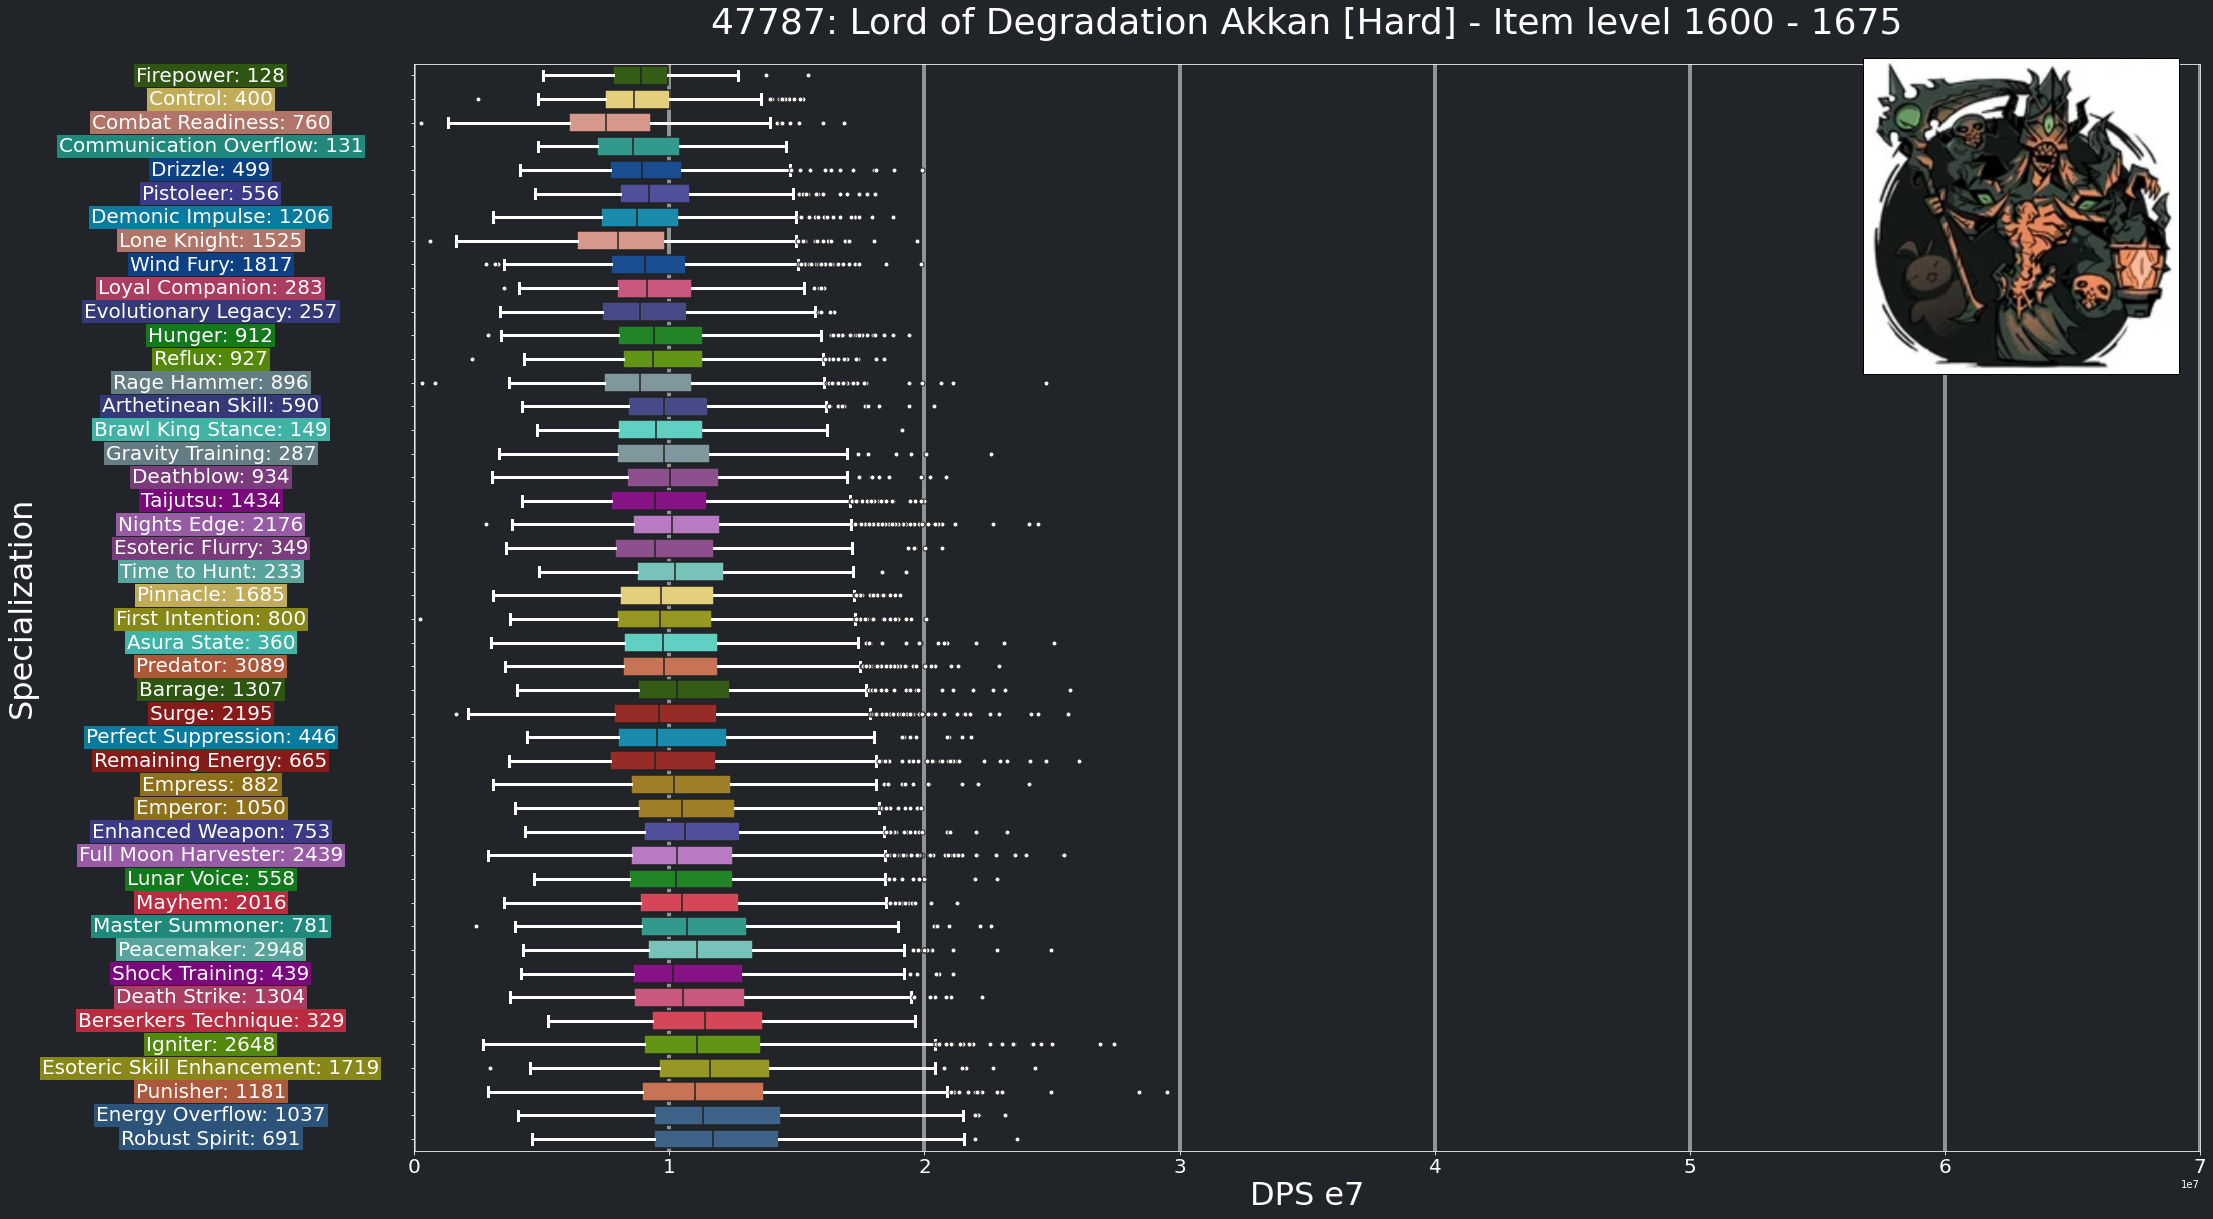 47787: Lord of Degradation Akkan [Hard] - Item level 1600 - 1675
Specialization
Firepower: 128
Control: 400
Combat Readiness: 760
Communication Overflow: 131
Drizzle: 499
Pistoleer: 556
Demonic Impulse: 1206
Lone Knight: 1525
Wind Fury: 1817
Loyal Companion: 283
Evolutionary Legacy: 257
Hunger: 912
Reflux: 927
Rage Hammer: 896
Arthetinean Skill: 590
Brawl King Stance: 149
Gravity Training: 287
Deathblow: 934
Taijutsu: 1434
Nights Edge: 2176
Esoteric Flurry: 349
Time to Hunt: 233
Pinnacle: 1685
First Intention: 800
Asura State: 360
Predator: 3089
Barrage: 1307
Surge: 2195
Perfect Suppression: 446
Remaining Energy: 665
Empress: 882
Emperor: 1050
Enhanced Weapon: 753
Full Moon Harvester: 2439
Lunar Voice: 558
Mayhem: 2016
Master Summoner: 781
Peacemaker: 2948
Shock Training: 439
Death Strike: 1304
Berserkers Technique: 329
Igniter: 2648
Esoteric Skill Enhancement: 1719
Punisher: 1181
Energy Overflow: 1037
Robust Spirit: 691
0 1 2 3 4 5 6 7
1e7
DPS e7